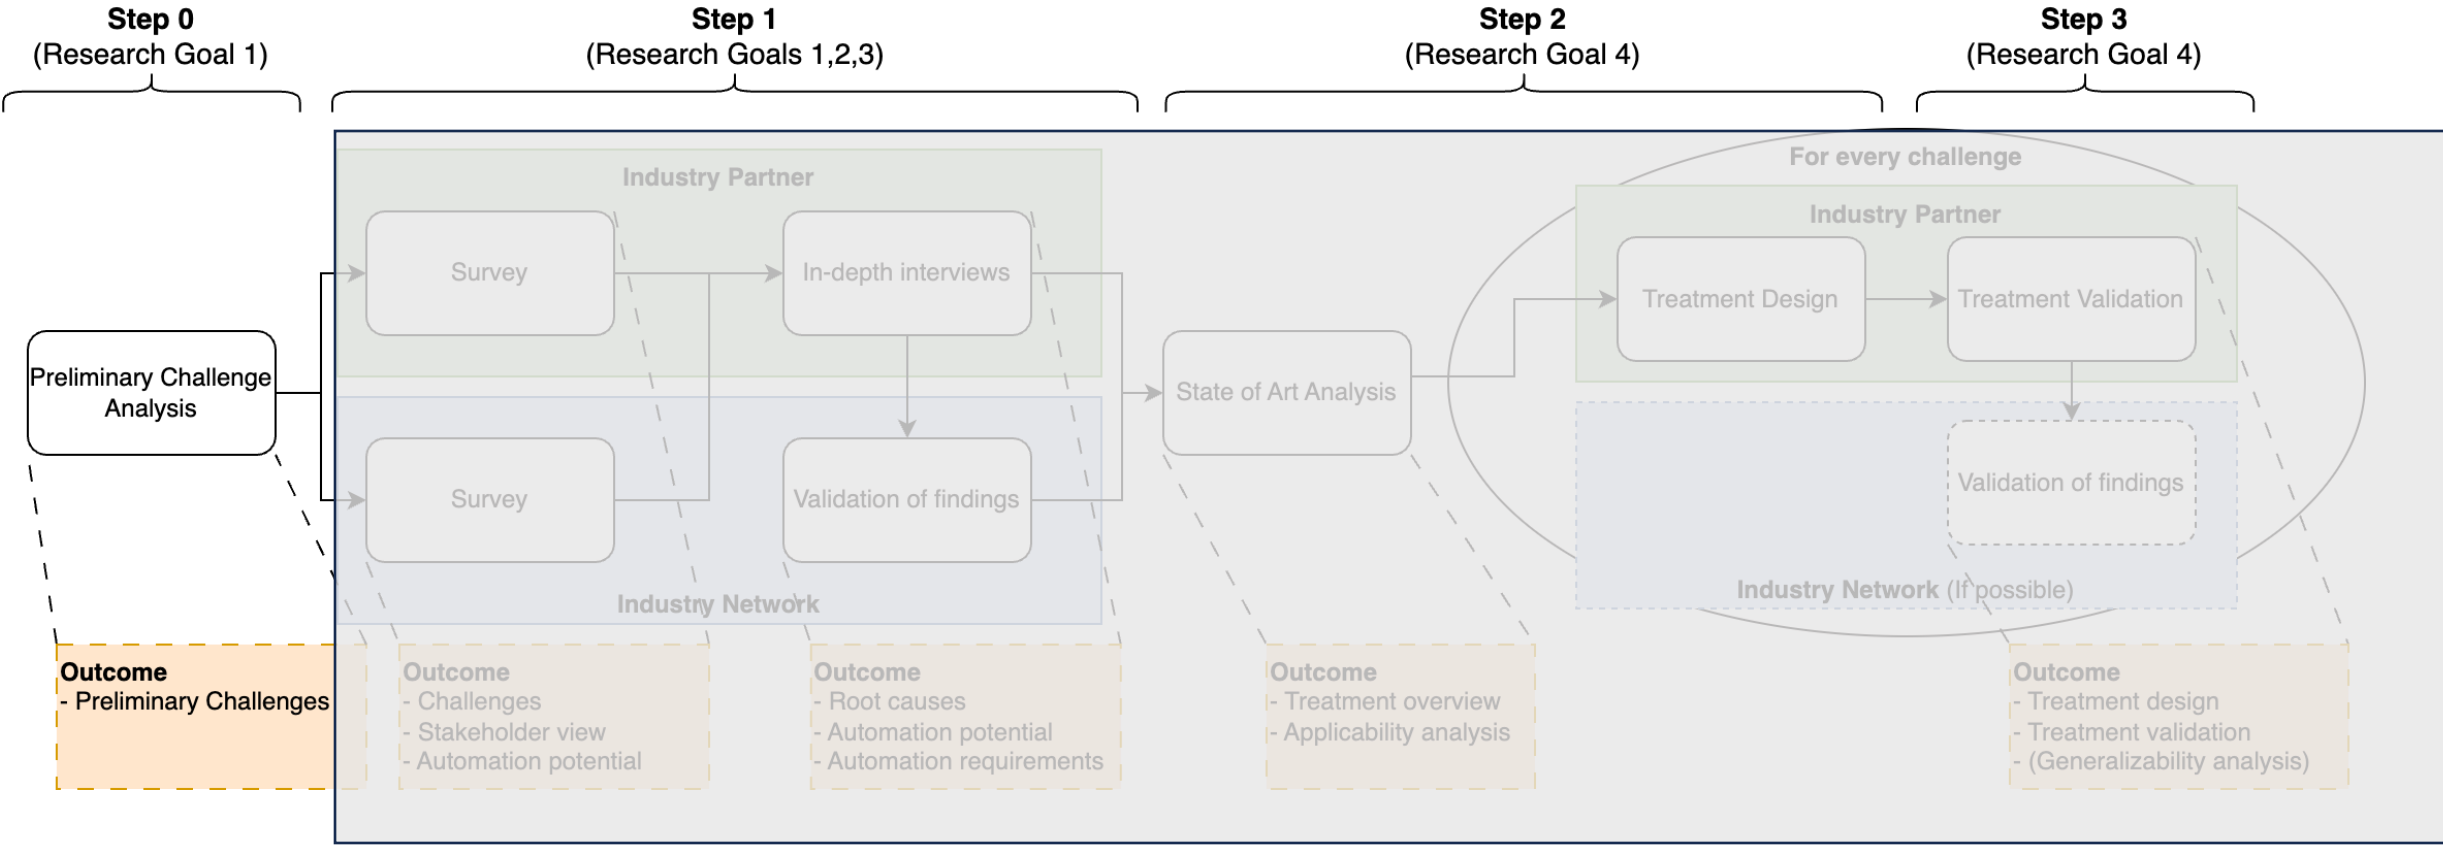 Step 0
(Research Goal 1)
Step 1
(Research Goals 1,2,3)
Step 2
(Research Goal 4)
Step 3
(Research Goal 4)
Preliminary Challenge
Analysis
Industry Partner
Survey
In-depth interviews
Survey
Validation of findings
Industry Network
State of Art Analysis
For every challenge
Industry Partner
Treatment Design
Treatment Validation
Validation of findings
Industry Network (If possible)
Outcome
- Preliminary Challenges
Outcome
- Challenges
- Stakeholder view
- Automation potential
Outcome
- Root causes
- Automation potential
- Automation requirements
Outcome
- Treatment overview
- Applicability analysis
Outcome
- Treatment design
- Treatment validation
- (Generalizability analysis)